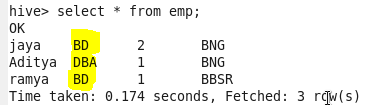 hive> select * from emp;
OK
jaya    BD      2       BNG
Aditya  DBA     1       BNG
ramya   BD      1       BBSR
Time taken: 0.174 seconds, Fetched: 3 row(s)